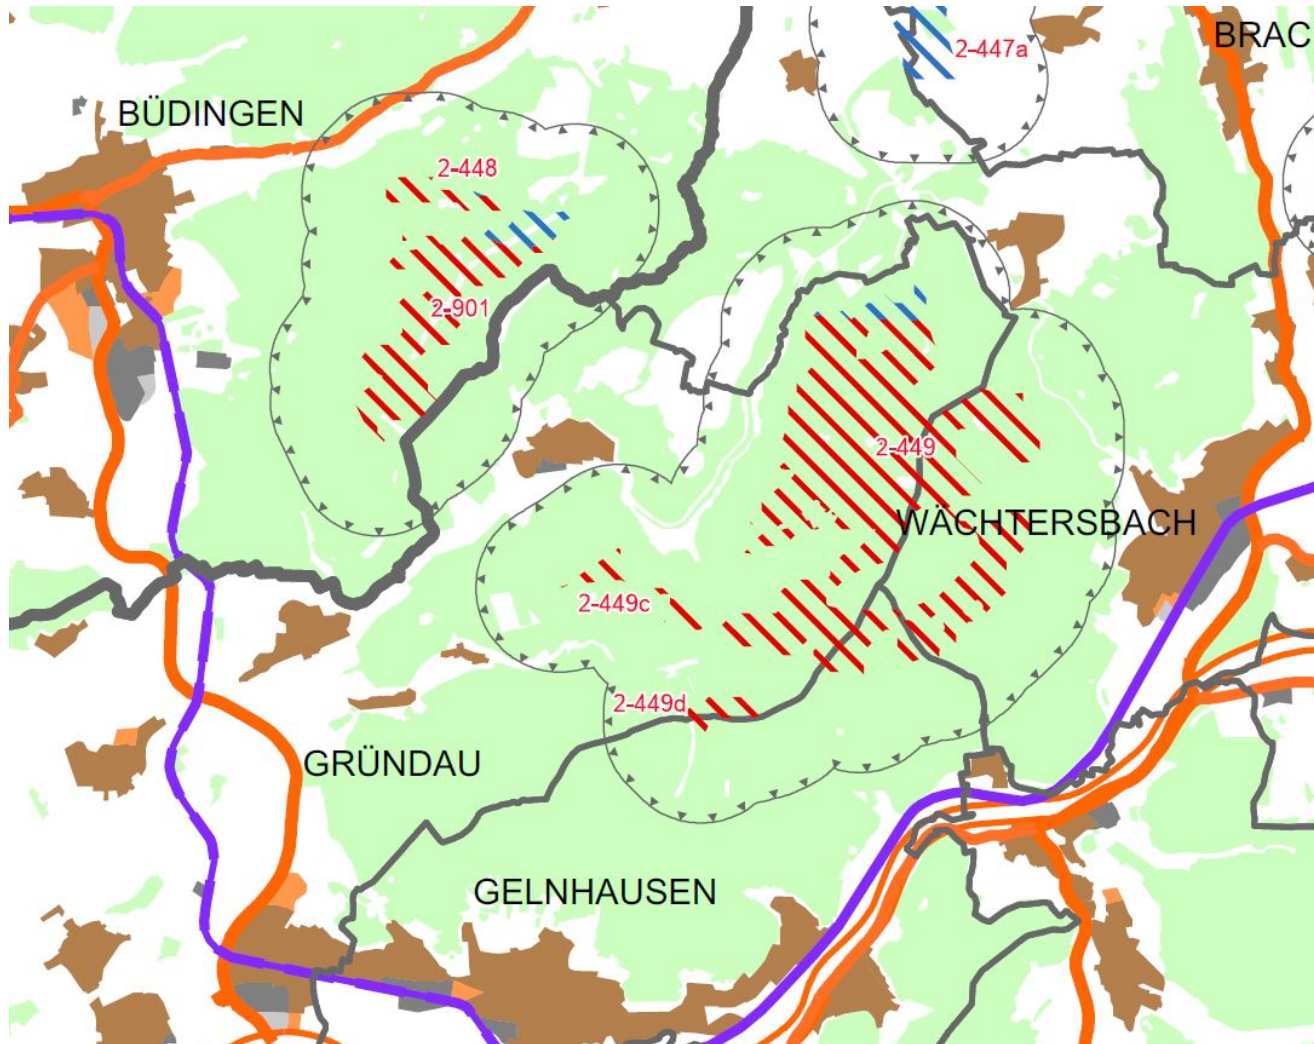 BRAC
2-447a
BÜDINGEN
2-448
2-901
2-449
WÄCHTERSBACH
2-449c
2-449d
GRÜNDAU
GELNHAUSEN